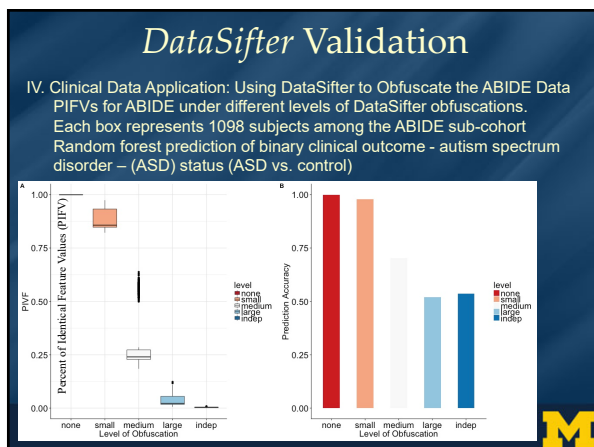 DataSifter Validation
IV. Clinical Data Application: Using DataSifter to Obfuscate the ABIDE Data
PIFVs for ABIDE under different levels of DataSifter obfuscations.
Each box represents 1098 subjects among the ABIDE sub-cohort
Random forest prediction of binary clinical outcome - autism spectrum
disorder – (ASD) status (ASD vs. control)
A
1.00
0.75
0.50
0.25
0.00
PIVF
Percent of Identical Feature Values (PIFV)
none small medium large indep
Level of Obfuscation
level
none
small
medium
large
indep
B
1.00
0.75
0.50
0.25
0.00
Prediction Accuracy
none small medium large indep
Level of Obfuscation
level
none
small
medium
large
indep
M